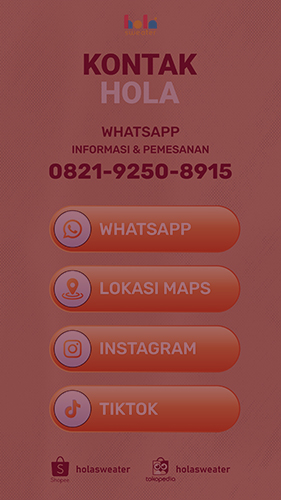 hola
KONTAK
HOLA
WHATSAPP
INFORMASI & PEMESANAN
0821-9250-8915
WHATSAPP
LOKASI MAPS
INSTAGRAM
TIKTOK
holasweater
holasweater
Shopee
tokopedia